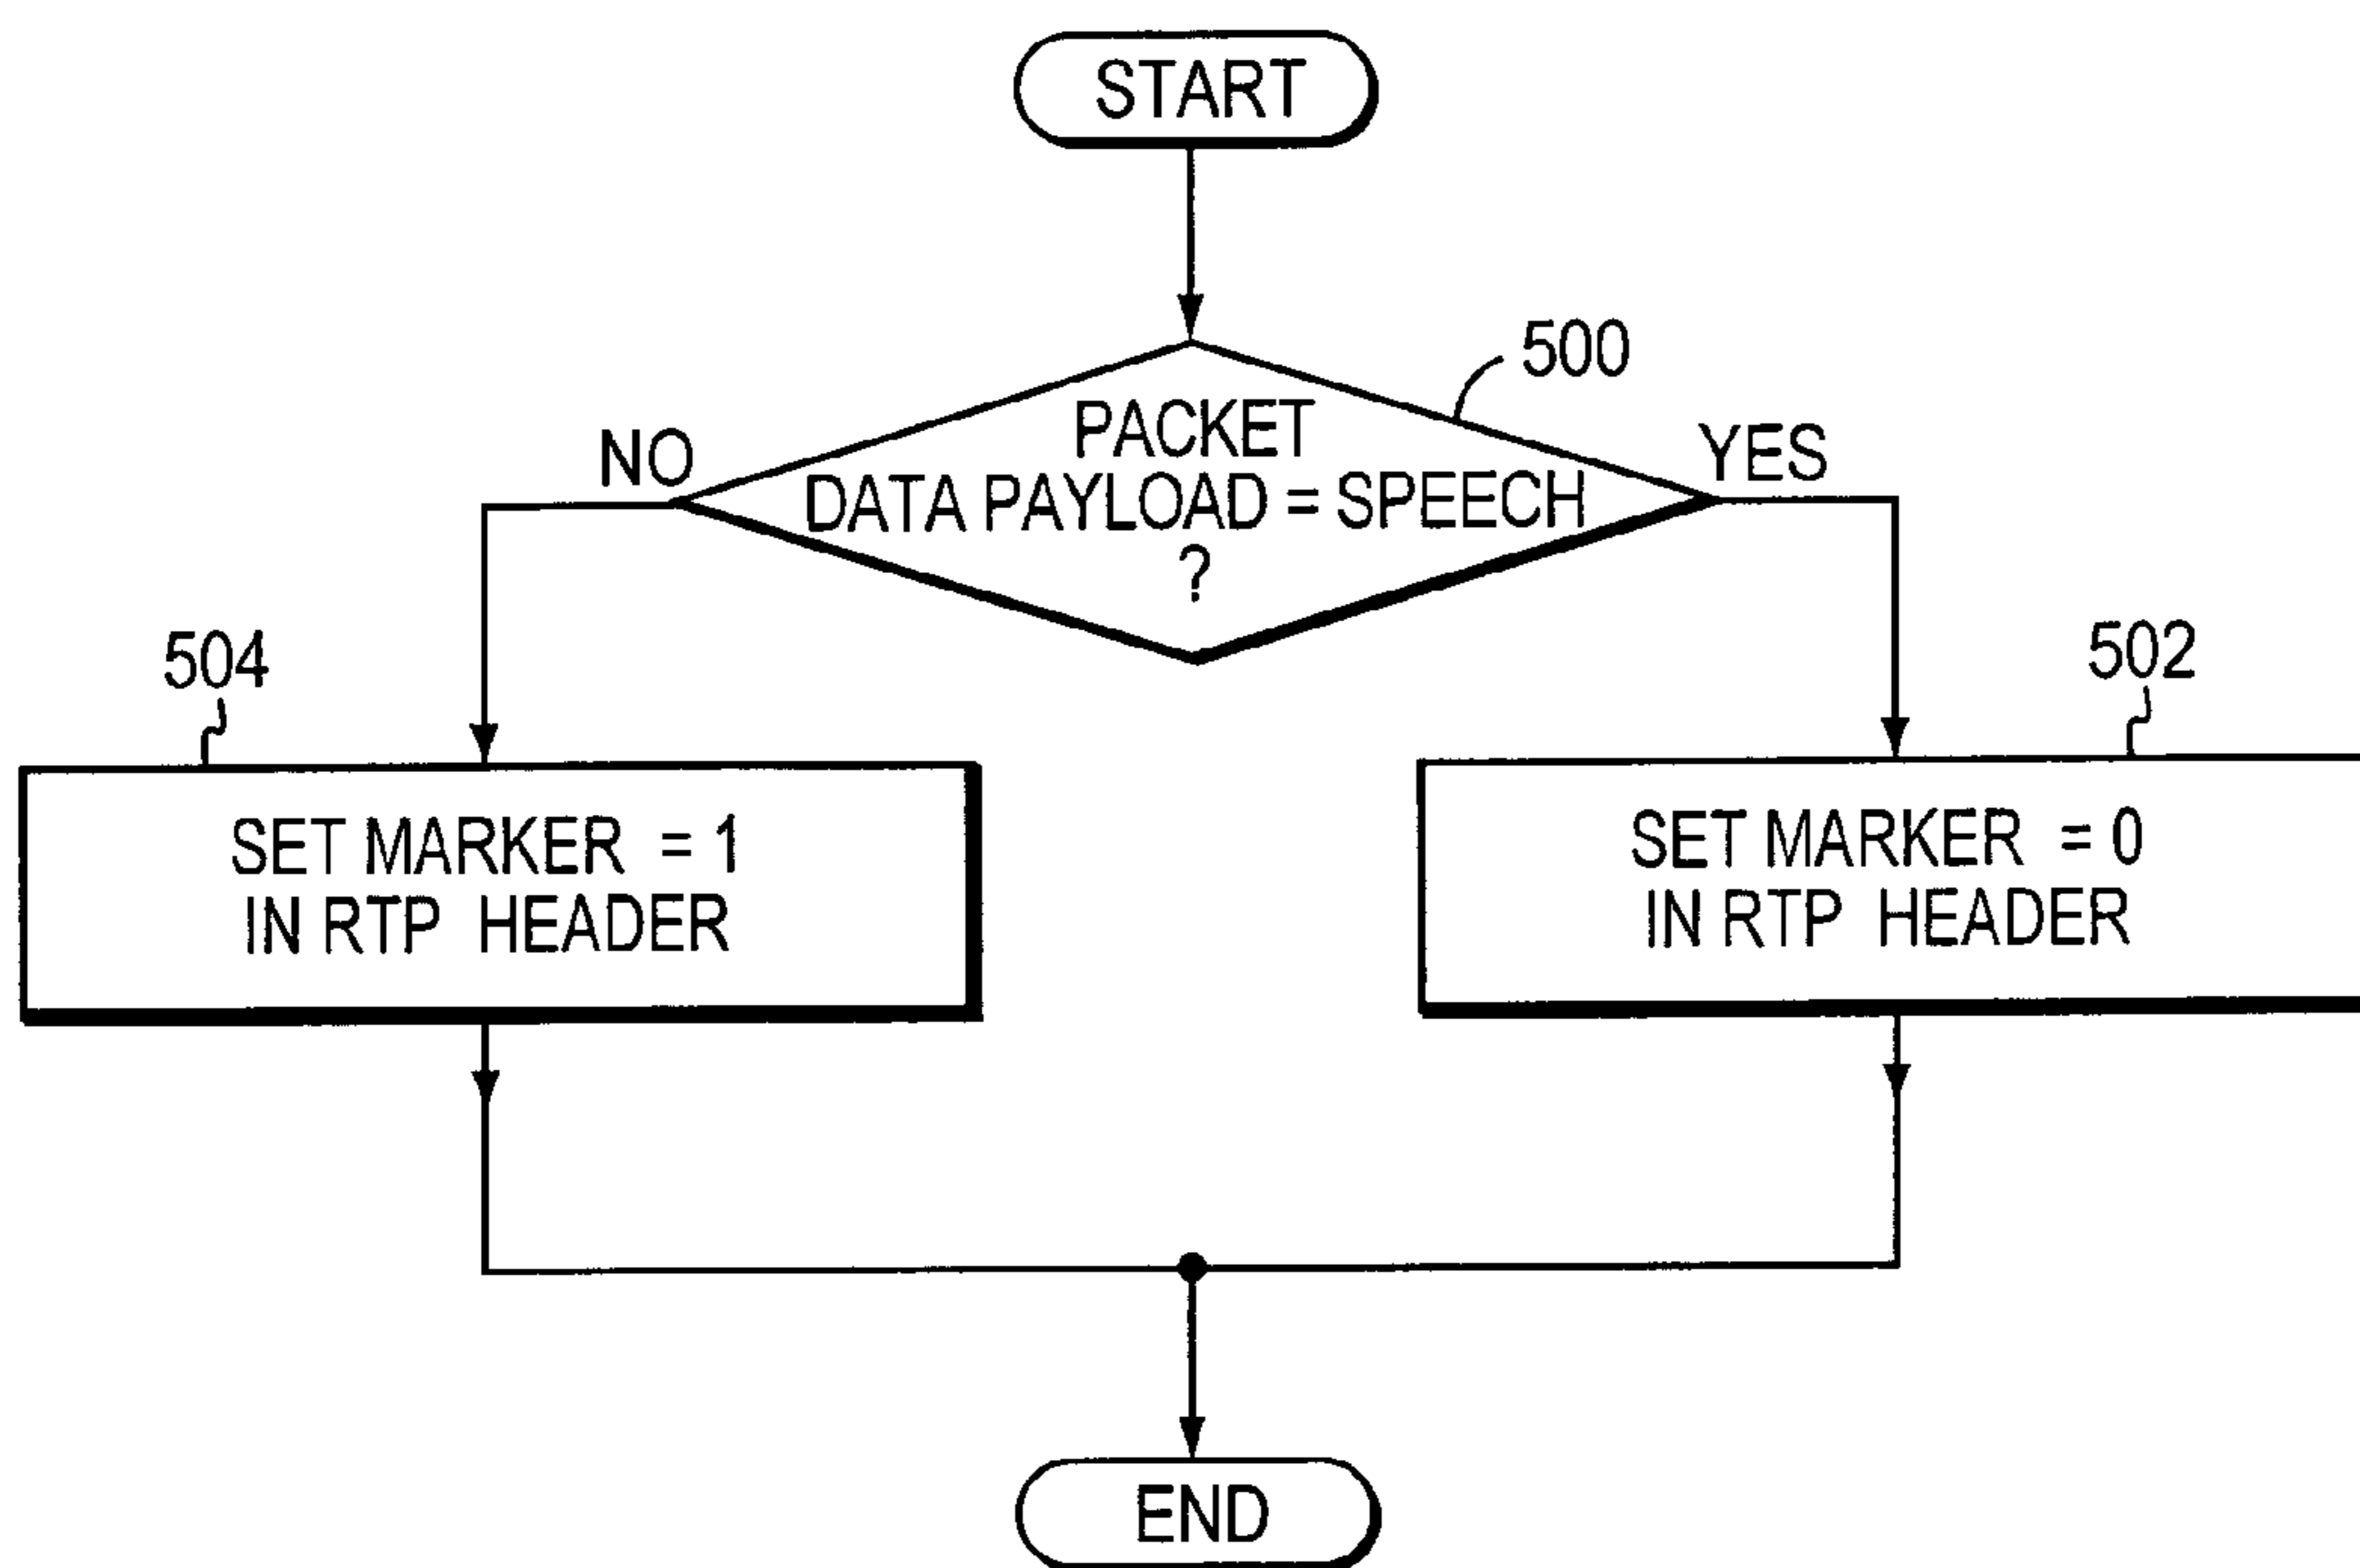 START
500
PACKET
DATA PAYLOAD = SPEECH
?
NO
YES
504
502
SET MARKER = 1
IN RTP HEADER
SET MARKER = 0
IN RTP HEADER
END